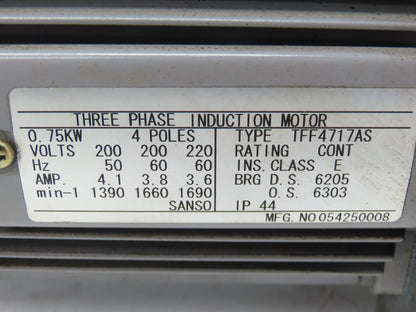 THREE PHASE INDUCTION MOTOR
0.75KW 4 POLES TYPE TFF4717AS
VOLTS 200 200 220 RATING CONT
Hz 50 60 60 INS. CLASS E
AMP. 4.1 3.8 3.6 BRG D.S. 6205
min-1 1390 1660 1690 O.S. 6303
SANSO IP 44
MFG. NO 054250008